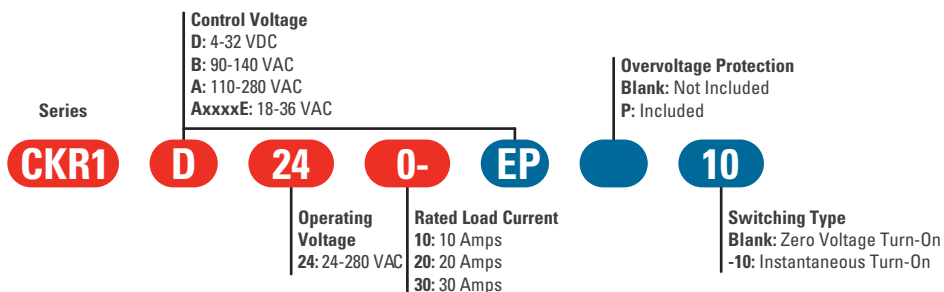 Control Voltage
D: 4-32 VDC
B: 90-140 VAC
A: 110-280 VAC
AxxxxE: 18-36 VAC
Overvoltage Protection
Blank: Not Included
P: Included
Series
CKR1 D 24 0- EP 10
Operating
Voltage
24: 24-280 VAC
Rated Load Current
10: 10 Amps
20: 20 Amps
30: 30 Amps
Switching Type
Blank: Zero Voltage Turn-On
-10: Instantaneous Turn-On